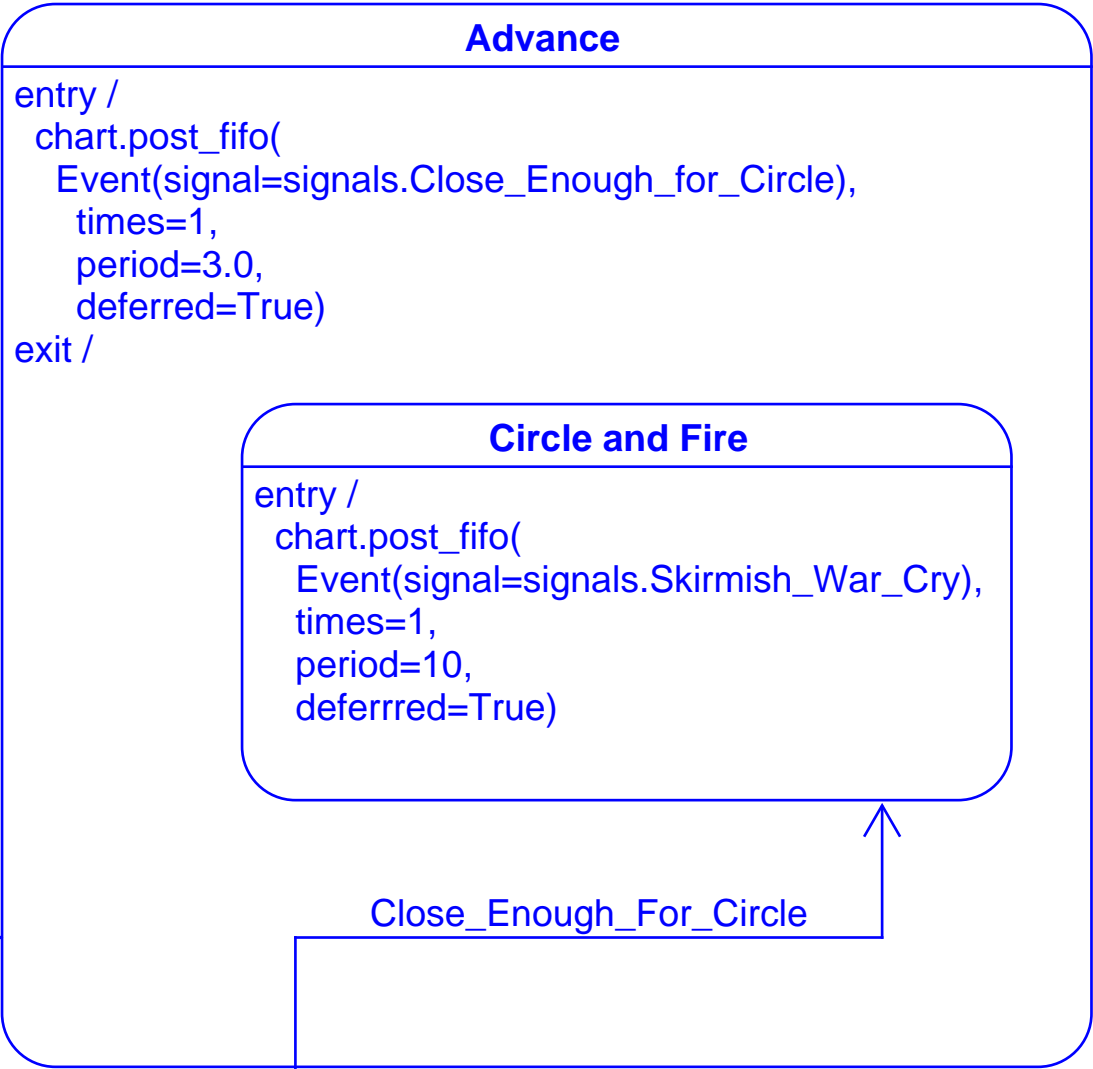 Advance
entry /
chart.post_fifo(
Event(signal=signals.Close_Enough_for_Circle),
times=1,
period=3.0,
deferred=True)
exit /
Circle and Fire
entry /
chart.post_fifo(
Event(signal=signals.Skirmish_War_Cry),
times=1,
period=10,
deferrred=True)
Close_Enough_For_Circle